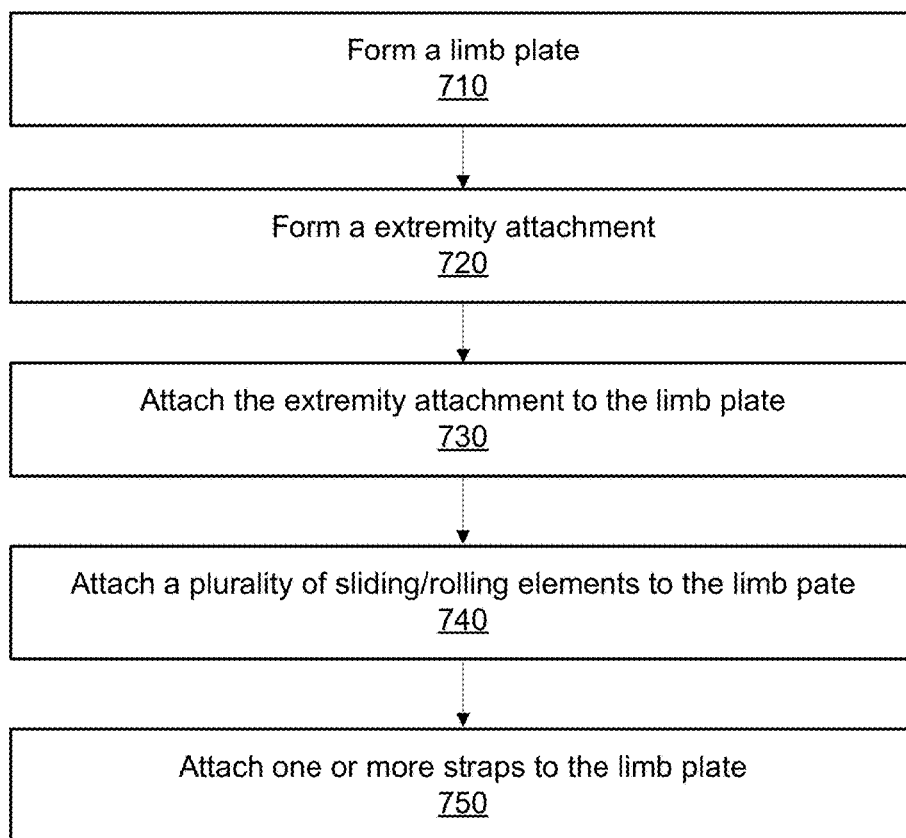 Form a limb plate
710
Form a extremity attachment
720
Attach the extremity attachment to the limb plate
730
Attach a plurality of sliding/rolling elements to the limb pate
740
Attach one or more straps to the limb plate
750